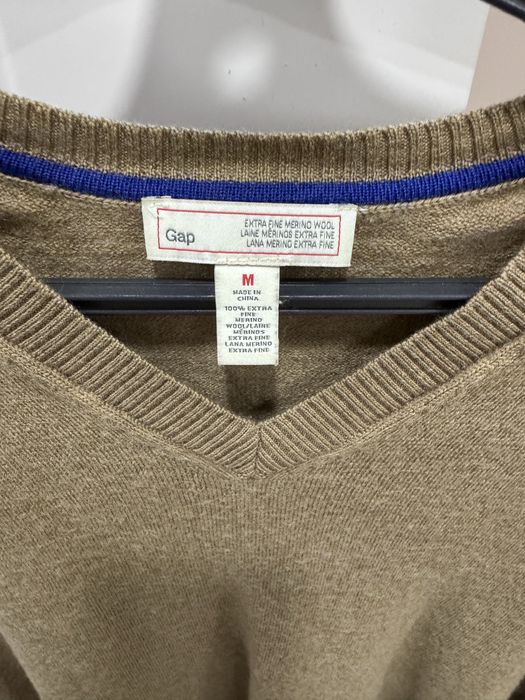 Gap
EXTRA FINE MERINO WOOL
LAINE MÉRINOS EXTRA FINE
LANA MERINO EXTRA FINE
M
MADE IN
CHINA
100% EXTRA
FINE
MERINO
WOOL/LAINE
MÉRINOS
EXTRA FINE
LANA MERINO
EXTRA FINE